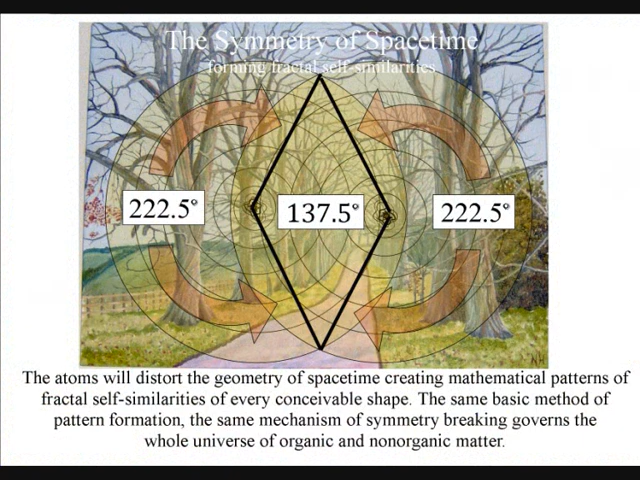 The Symmetry of Spacetime
forming fractal self-similarities
222.5°
137.5°
222.5°
NH
The atoms will distort the geometry of spacetime creating mathematical patterns of
fractal self-similarities of every conceivable shape. The same basic method of
pattern formation, the same mechanism of symmetry breaking governs the
whole universe of organic and nonorganic matter.